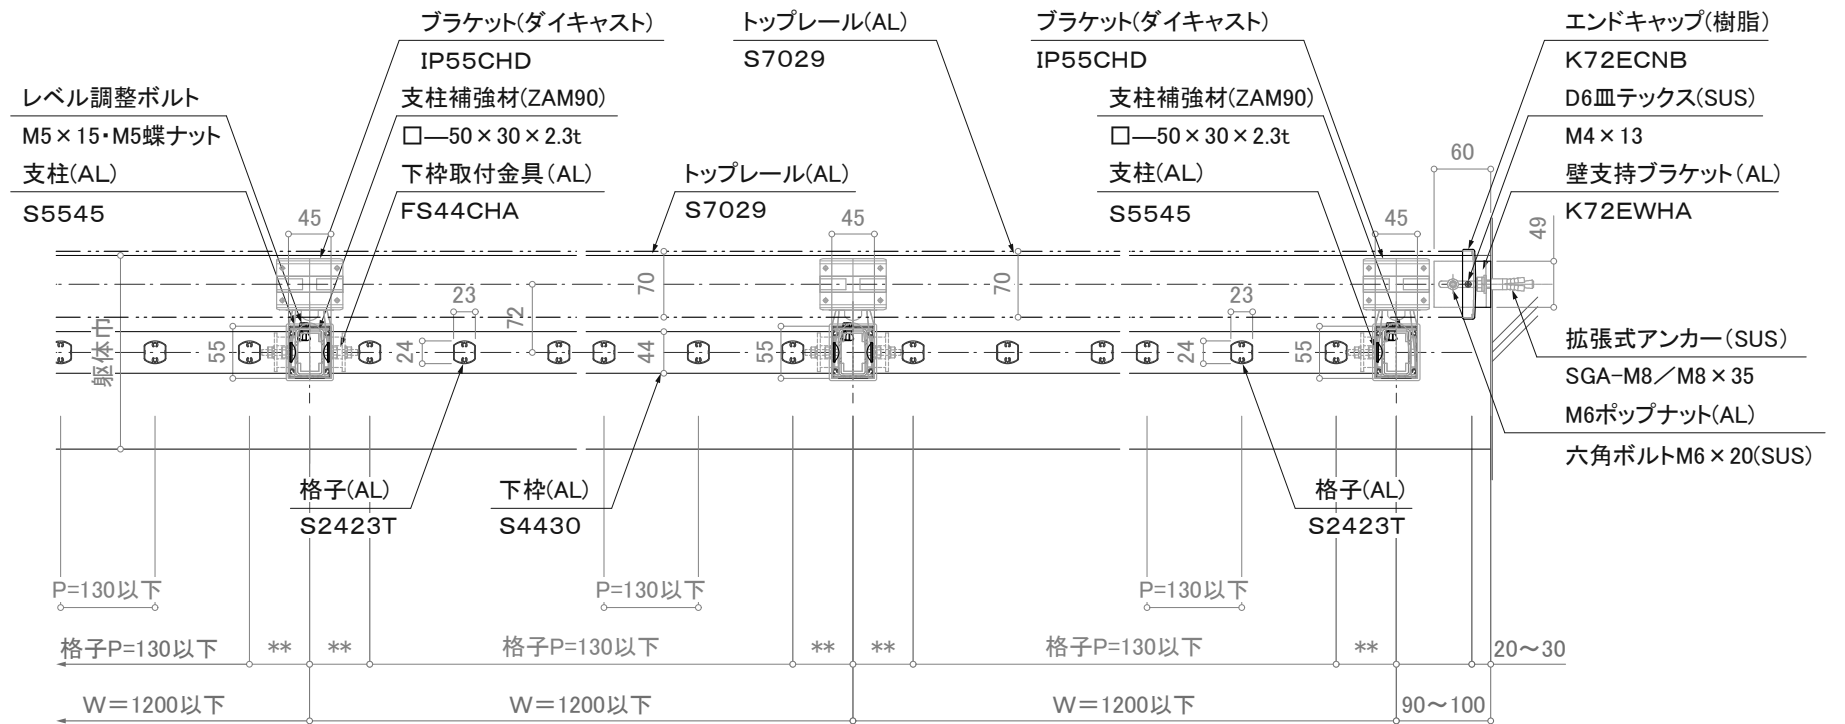 ブラケット(ダイキャスト)
IP55CHD
トップレール(AL)
S7029
ブラケット(ダイキャスト)
IP55CHD
エンドキャップ(樹脂)
K72ECNB
レベル調整ボルト
M5×15・M5蝶ナット
支柱補強材(ZAM90)
□—50×30×2.3t
支柱補強材(ZAM90)
□—50×30×2.3t
D6皿テックス(SUS)
M4×13
60
支柱(AL)
S5545
下枠取付金具(AL)
FS44CHA
トップレール(AL)
S7029
支柱(AL)
S5545
壁支持ブラケット(AL)
K72EWHA
45
45
45
49
70
70
23
72
23
躯体巾
55
24
44
55
24
55
拡張式アンカー(SUS)
SGA-M8／M8×35
M6ポップナット(AL)
六角ボルトM6×20(SUS)
格子(AL)
S2423T
下枠(AL)
S4430
格子(AL)
S2423T
P=130以下
P=130以下
P=130以下
格子P=130以下
**
**
格子P=130以下
**
**
格子P=130以下
**
20～30
W＝1200以下
W＝1200以下
W＝1200以下
90～100